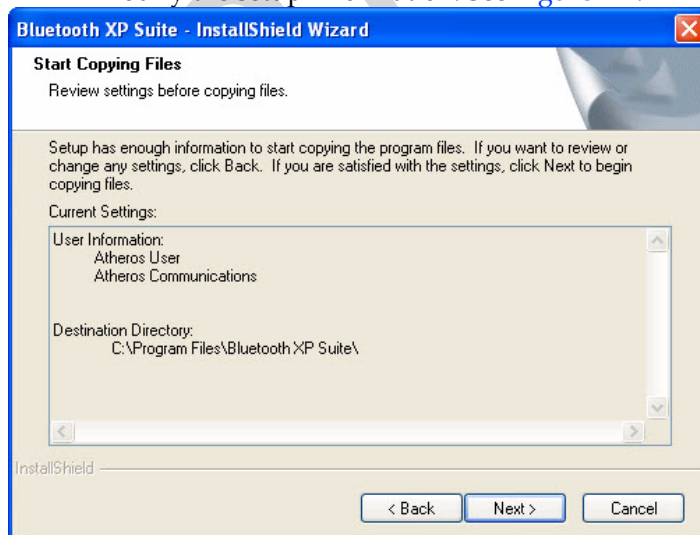 Bluetooth XP Suite - InstallShield Wizard
Start Copying Files
Review settings before copying files.
Setup has enough information to start copying the program files. If you want to review or
change any settings, click Back. If you are satisfied with the settings, click Next to begin
copying files.
Current Settings:
User Information:
Atheros User
Atheros Communications
Destination Directory:
C:\Program Files\Bluetooth XP Suite\
InstallShield
< Back
Next >
Cancel